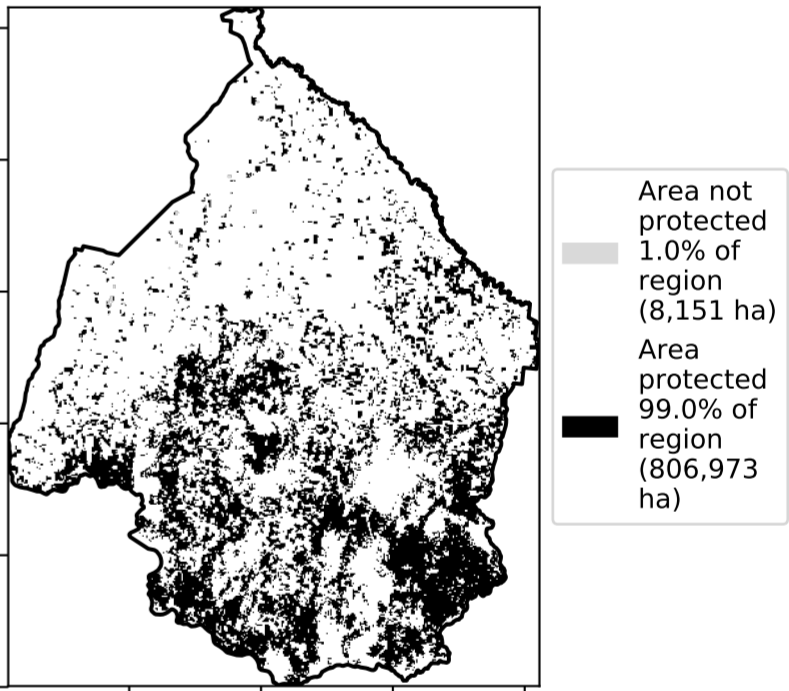 Area not
protected
1.0% of
region
(8,151 ha)
Area
protected
99.0% of
region
(806,973
ha)